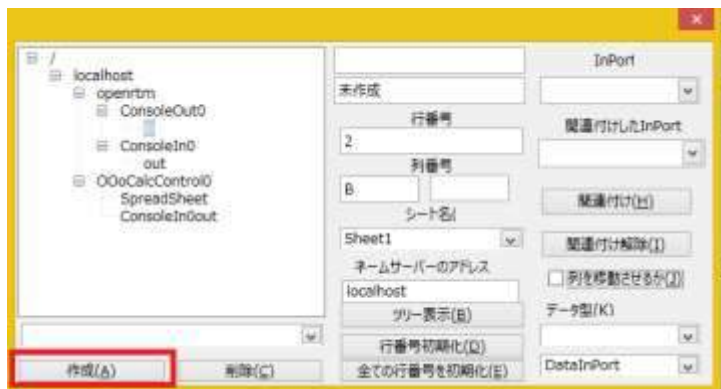 /
localhost
openrtm
ConsoleOut0
ConsoleIn0
out
OOoCalcControl0
SpreadSheet
ConsoleIn0out
作成(A)
削除(C)
未作成
行番号
2
列番号
B
シート名(
Sheet1
ネームサーバーのアドレス
localhost
ツリー表示(B)
行番号初期化(D)
全ての行番号を初期化(E)
InPort
関連付けしたInPort
関連付け(H)
関連付け解除(I)
列を移動させるか(J)
データ型(K)
DataInPort